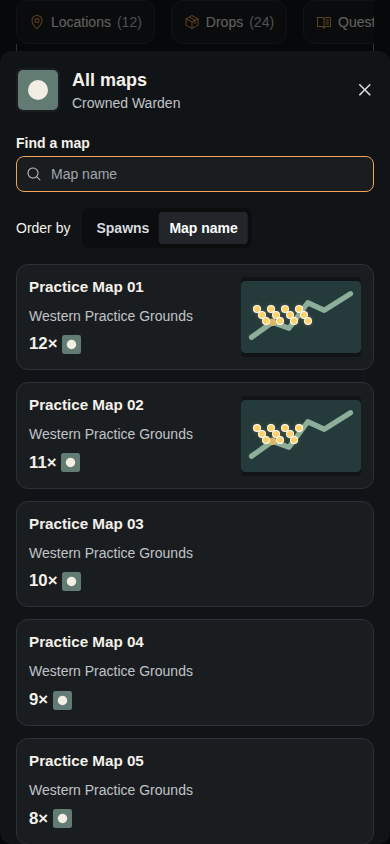 Locations (12)
Drops (24)
Quest
All maps
Crowned Warden
Find a map
Map name
Order by
Spawns
Map name
Practice Map 01
Western Practice Grounds
12×
Practice Map 02
Western Practice Grounds
11×
Practice Map 03
Western Practice Grounds
10×
Practice Map 04
Western Practice Grounds
9×
Practice Map 05
Western Practice Grounds
8×